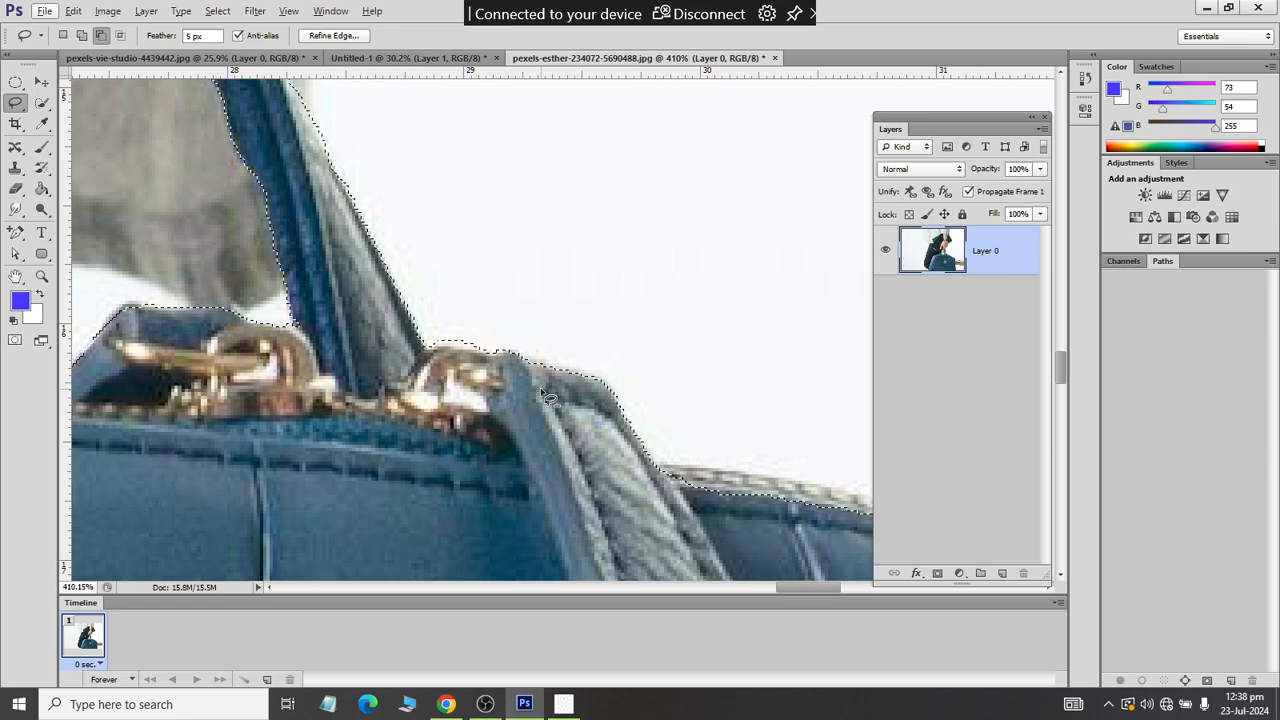 Ps File Edit Image Layer Type Select Filter View Window Help
Connected to your device Disconnect
Feather: 5 px Anti-alias Refine Edge... Essentials
pexels-vie-studio-4439442.jpg @ 25.9% (Layer 0, RGB/8) * × Untitled-1 @ 30.2% (Layer 1, RGB/8) * × pexels-esther-234072-5690488.jpg @ 410% (Layer 0, RGB/8) * ×
28 29 30 31
Color Swatches
R 73
G 54
B 255
Layers
Kind
Normal Opacity: 100%
Unify: Propagate Frame 1
Lock: Fill: 100%
Layer 0
Adjustments Styles
Add an adjustment
Channels Paths
15
16
17
410.15% Doc: 15.8M/15.5M
Timeline
1
0 sec.
Forever
Type here to search
12:38 pm
23-Jul-2024